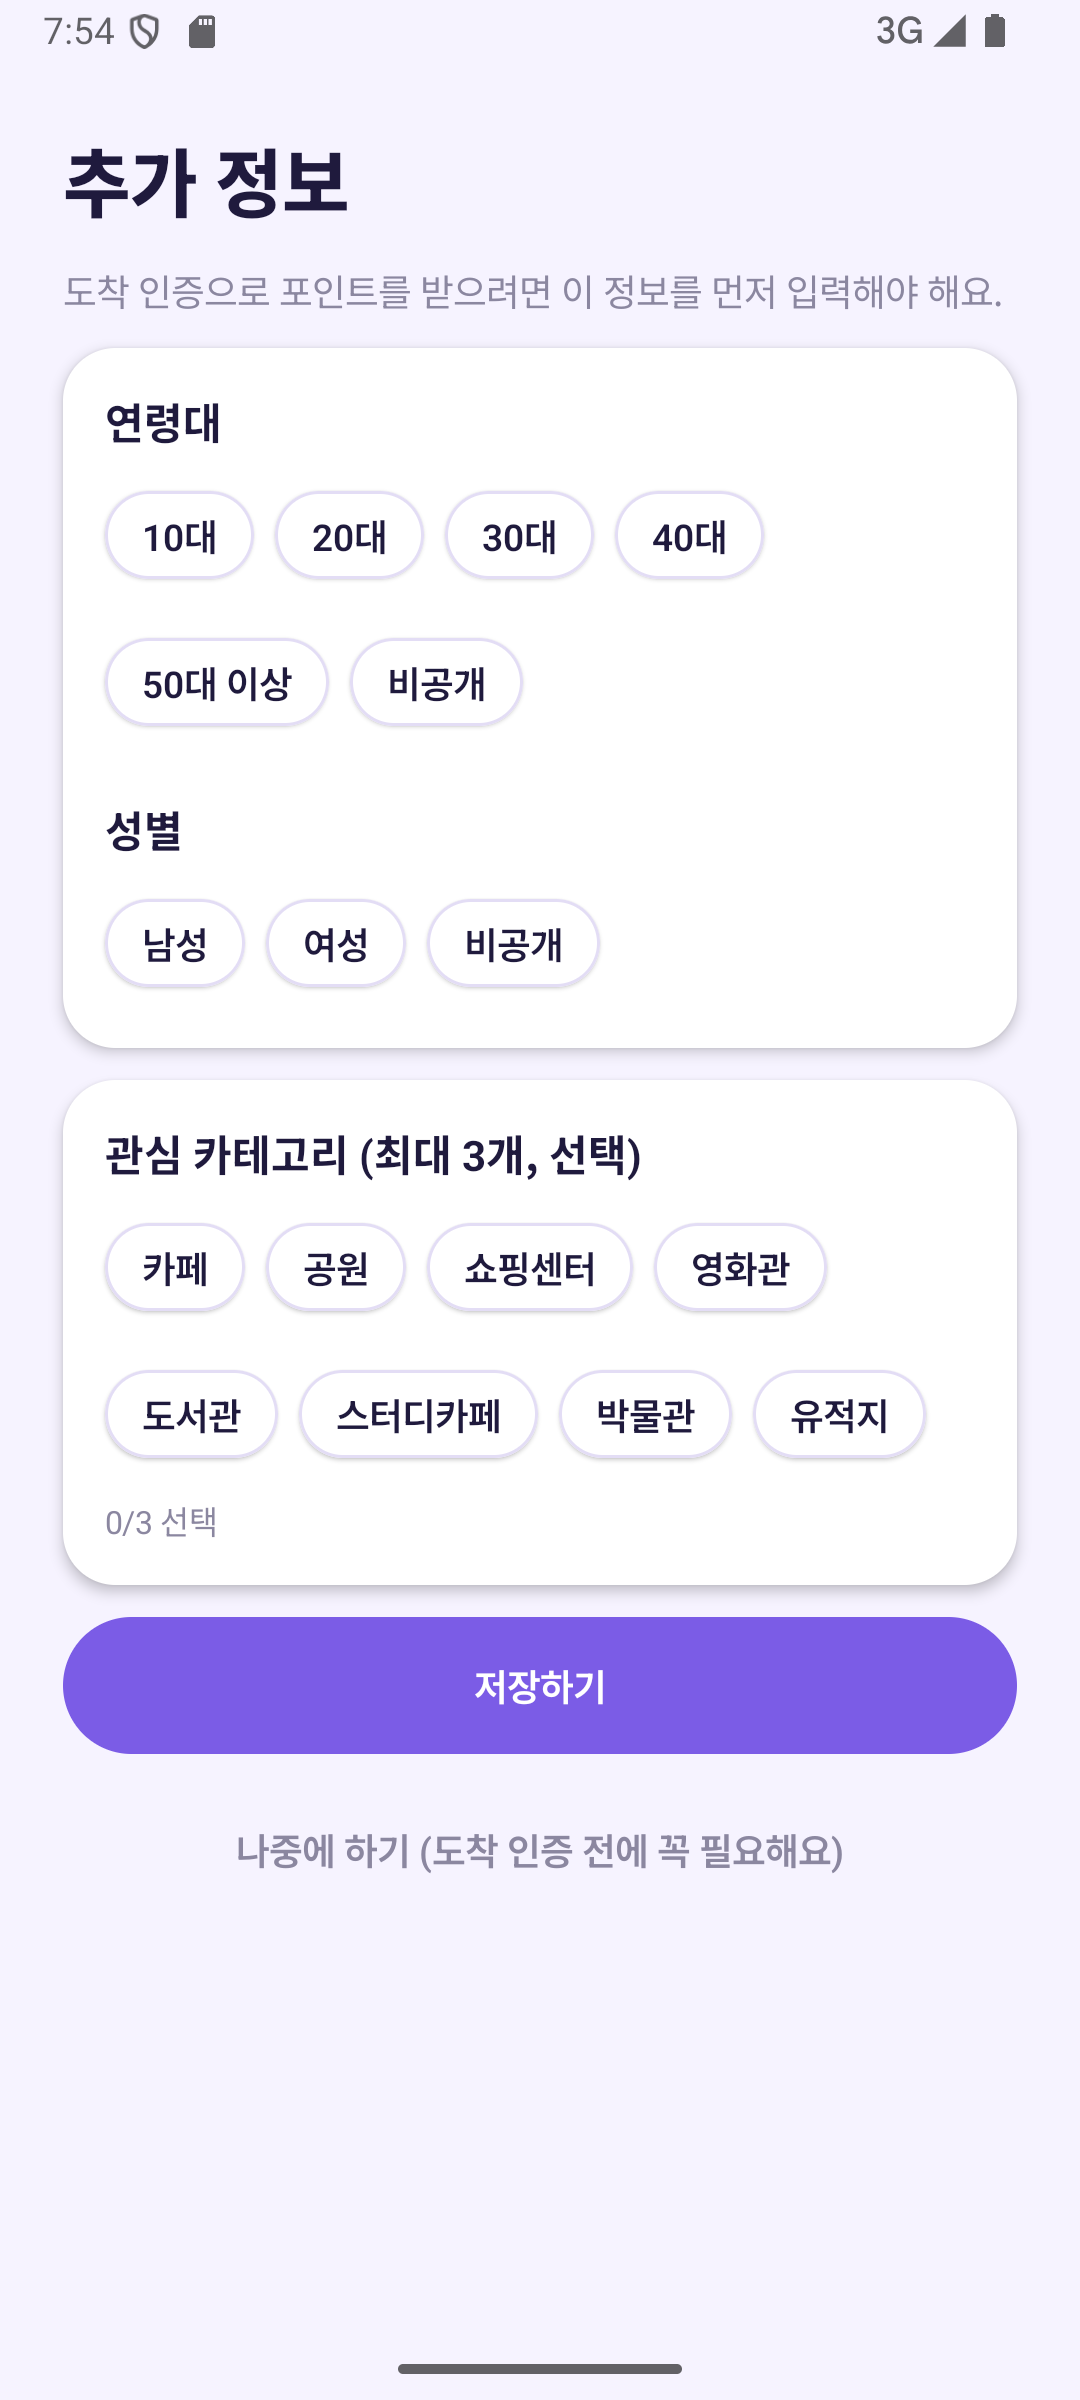 7:54 3G
추가 정보
도착 인증으로 포인트를 받으려면 이 정보를 먼저 입력해야 해요.
연령대
10대 20대 30대 40대
50대 이상 비공개
성별
남성 여성 비공개
관심 카테고리 (최대 3개, 선택)
카페 공원 쇼핑센터 영화관
도서관 스터디카페 박물관 유적지
0/3 선택
저장하기
나중에 하기 (도착 인증 전에 꼭 필요해요)